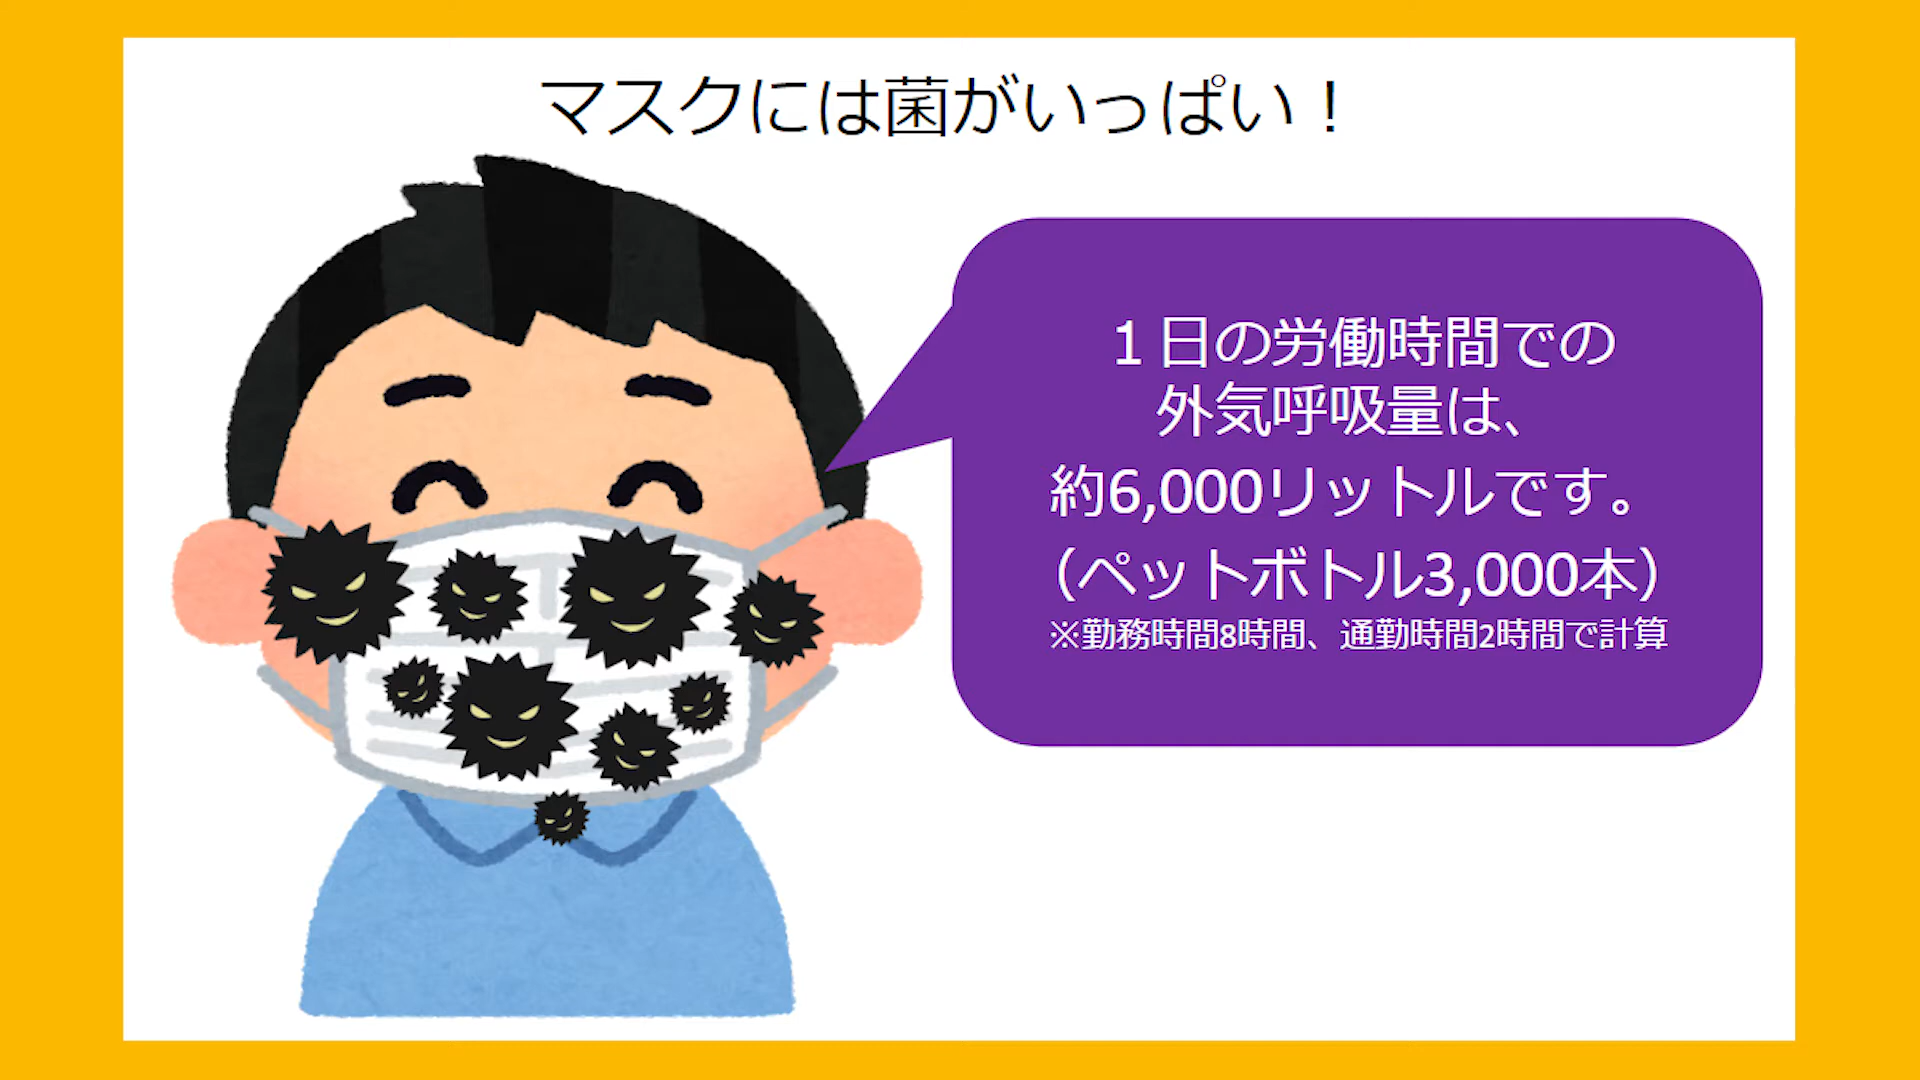 マスクには菌がいっぱい！
１日の労働時間での
外気呼吸量は、
約6,000リットルです。
（ペットボトル3,000本）
※勤務時間8時間、通勤時間2時間で計算